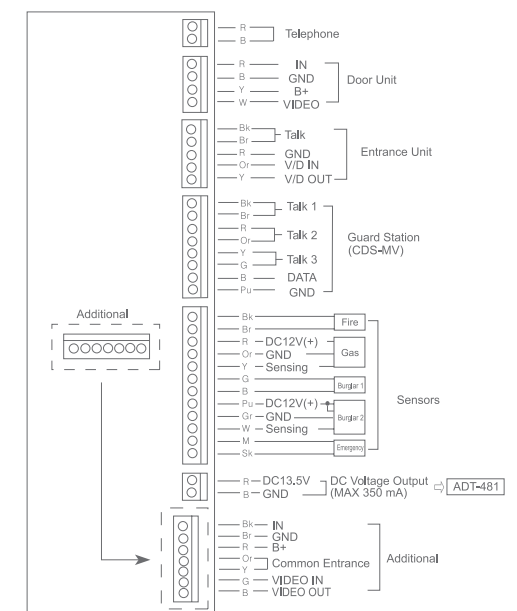 R
Telephone
B
R IN
B GND
Door Unit
Y B+
W VIDEO
Bk
Talk
Br
R GND
Entrance Unit
Or V/D IN
Y V/D OUT
Bk
Talk 1
Br
R
Talk 2
Or
Guard Station
(CDS-MV)
Y
Talk 3
G
B DATA
Pu GND
Additional
Bk
Fire
Br
R DC12V(+)
Or GND Gas
Y Sensing
G
Burglar 1
B
Sensors
Pu DC12V(+)
Gr GND Burglar 2
W Sensing
M
Emergency
Sk
R DC13.5V DC Voltage Output
B GND (MAX 350 mA) ADT-481
Bk IN
Br GND
R B+
Or
Common Entrance Additional
Y
G VIDEO IN
B VIDEO OUT